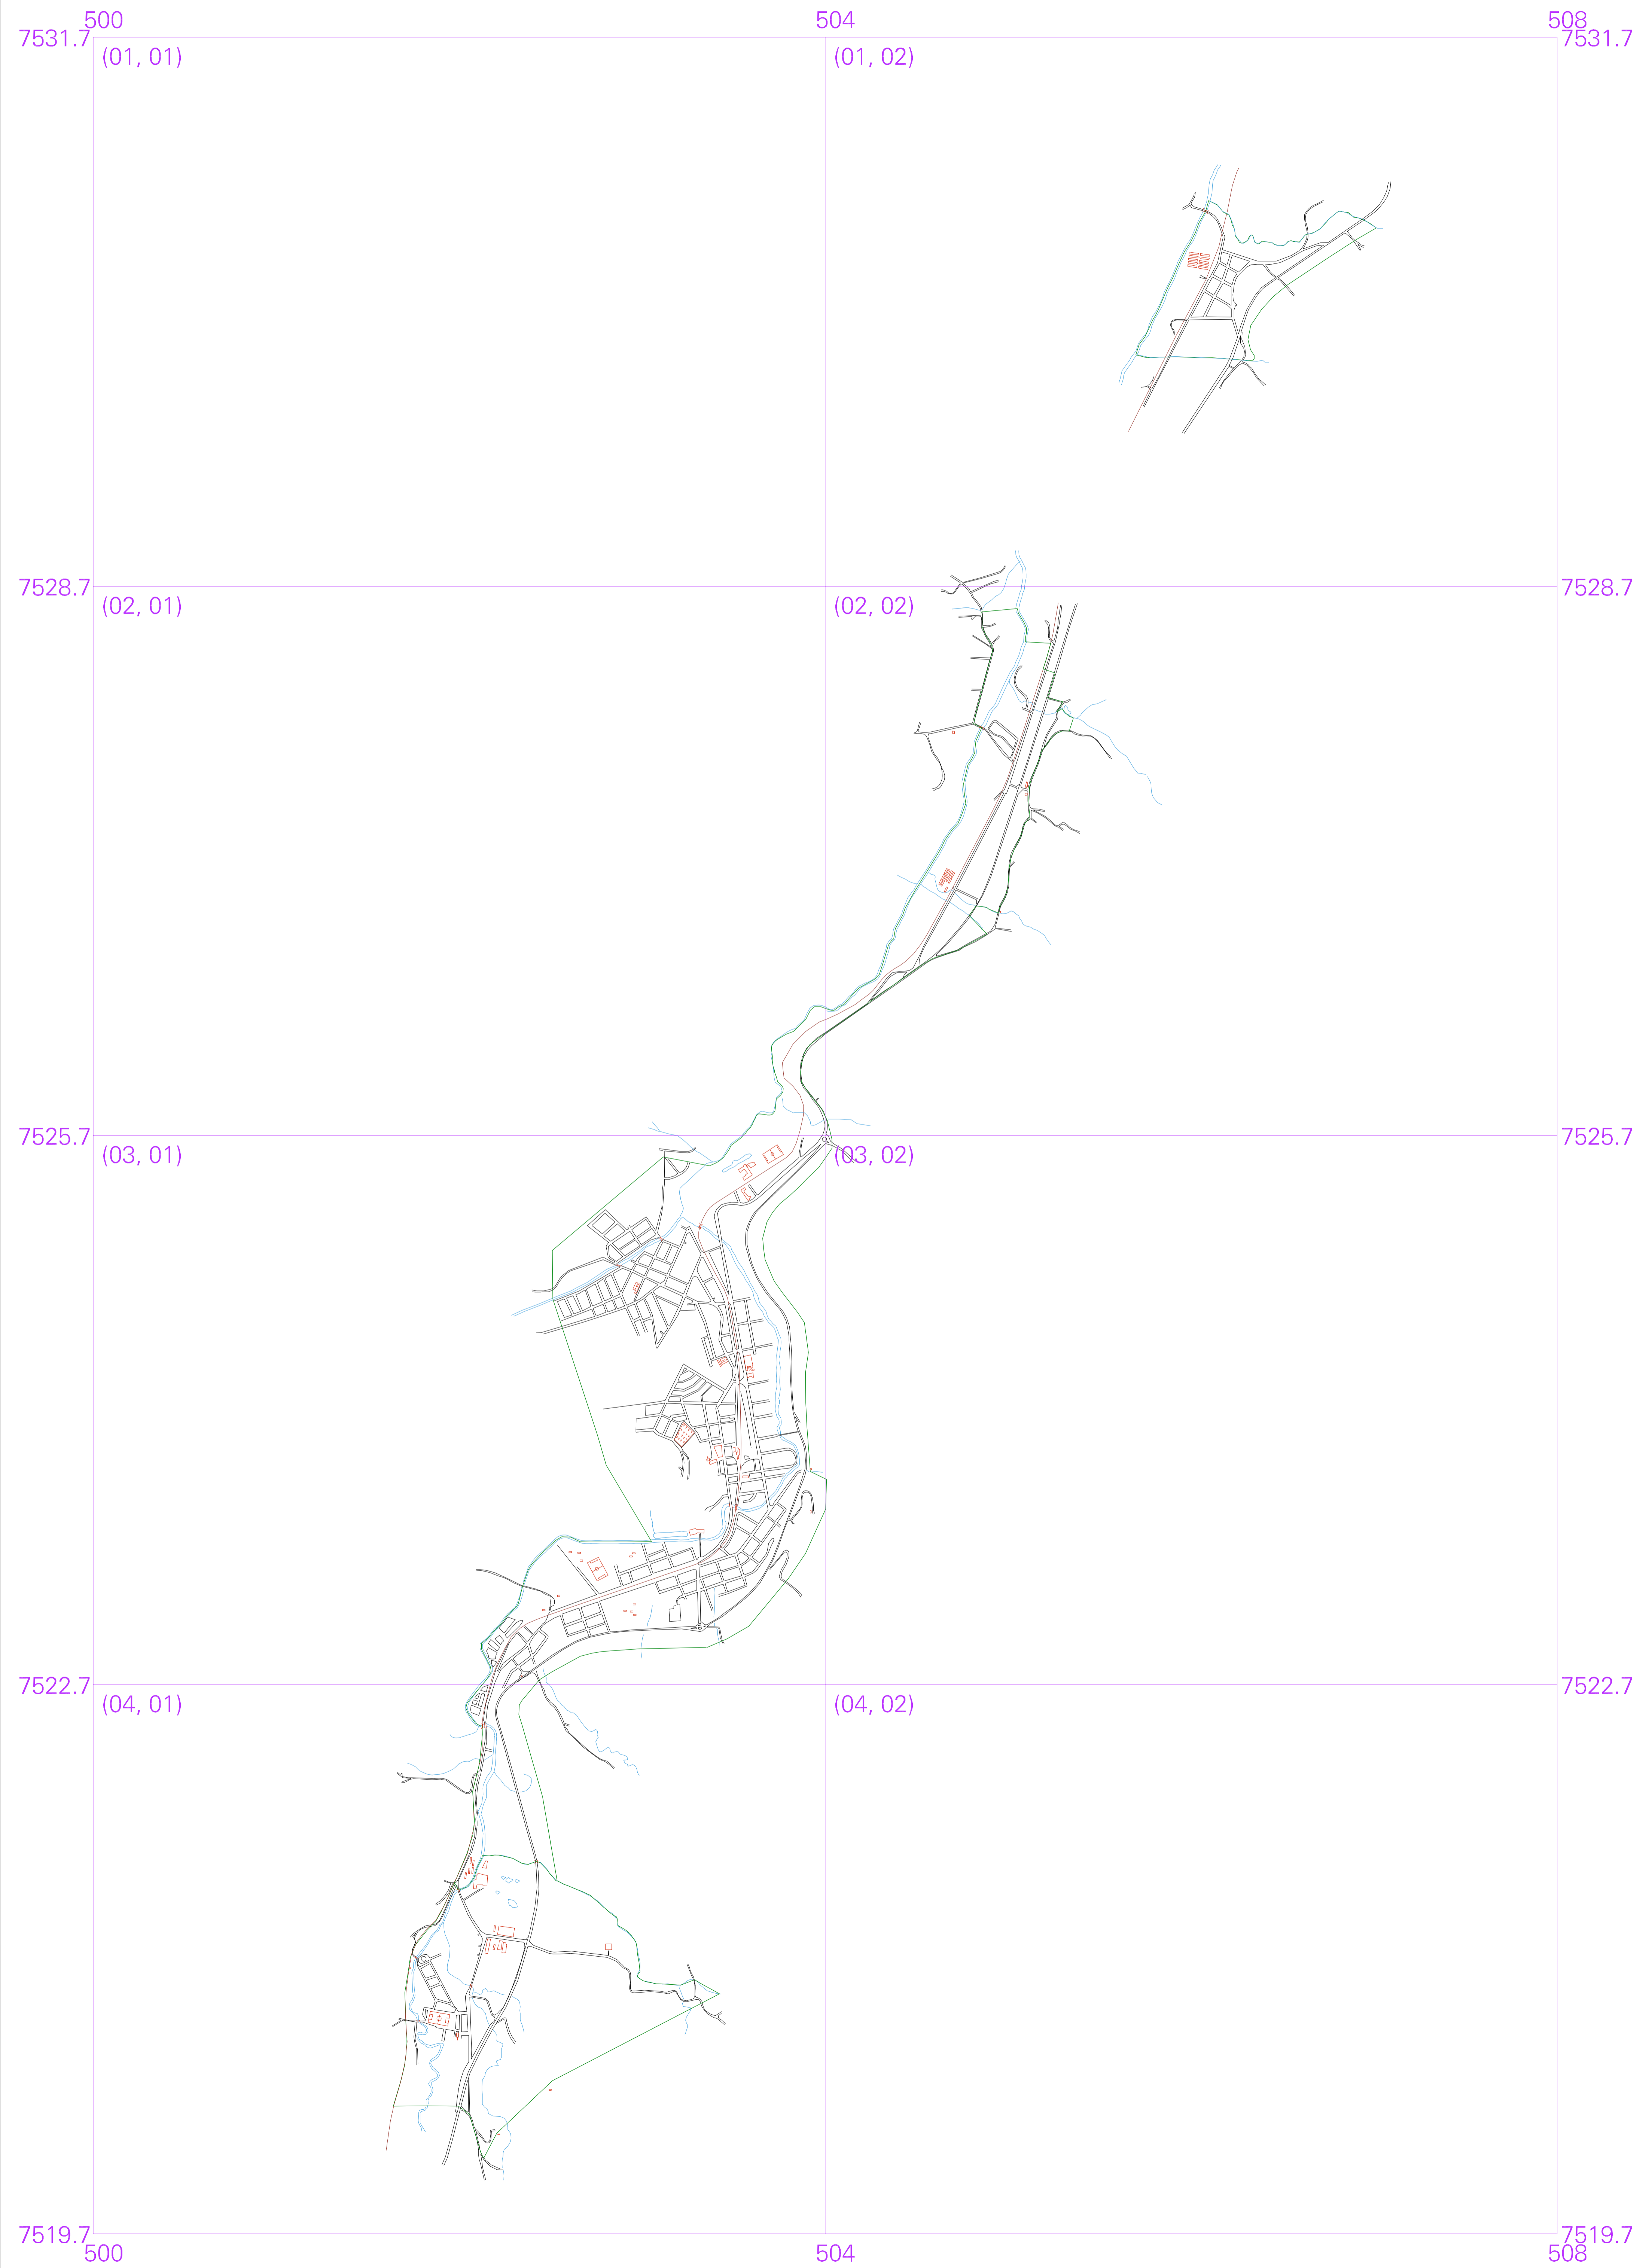 500 504 508
7531.7 7531.7
(01, 01) (01, 02)
7528.7 7528.7
(02, 01) (02, 02)
7525.7 7525.7
(03, 01) (03, 02)
7522.7 7522.7
(04, 01) (04, 02)
7519.7 7519.7
500 504 508